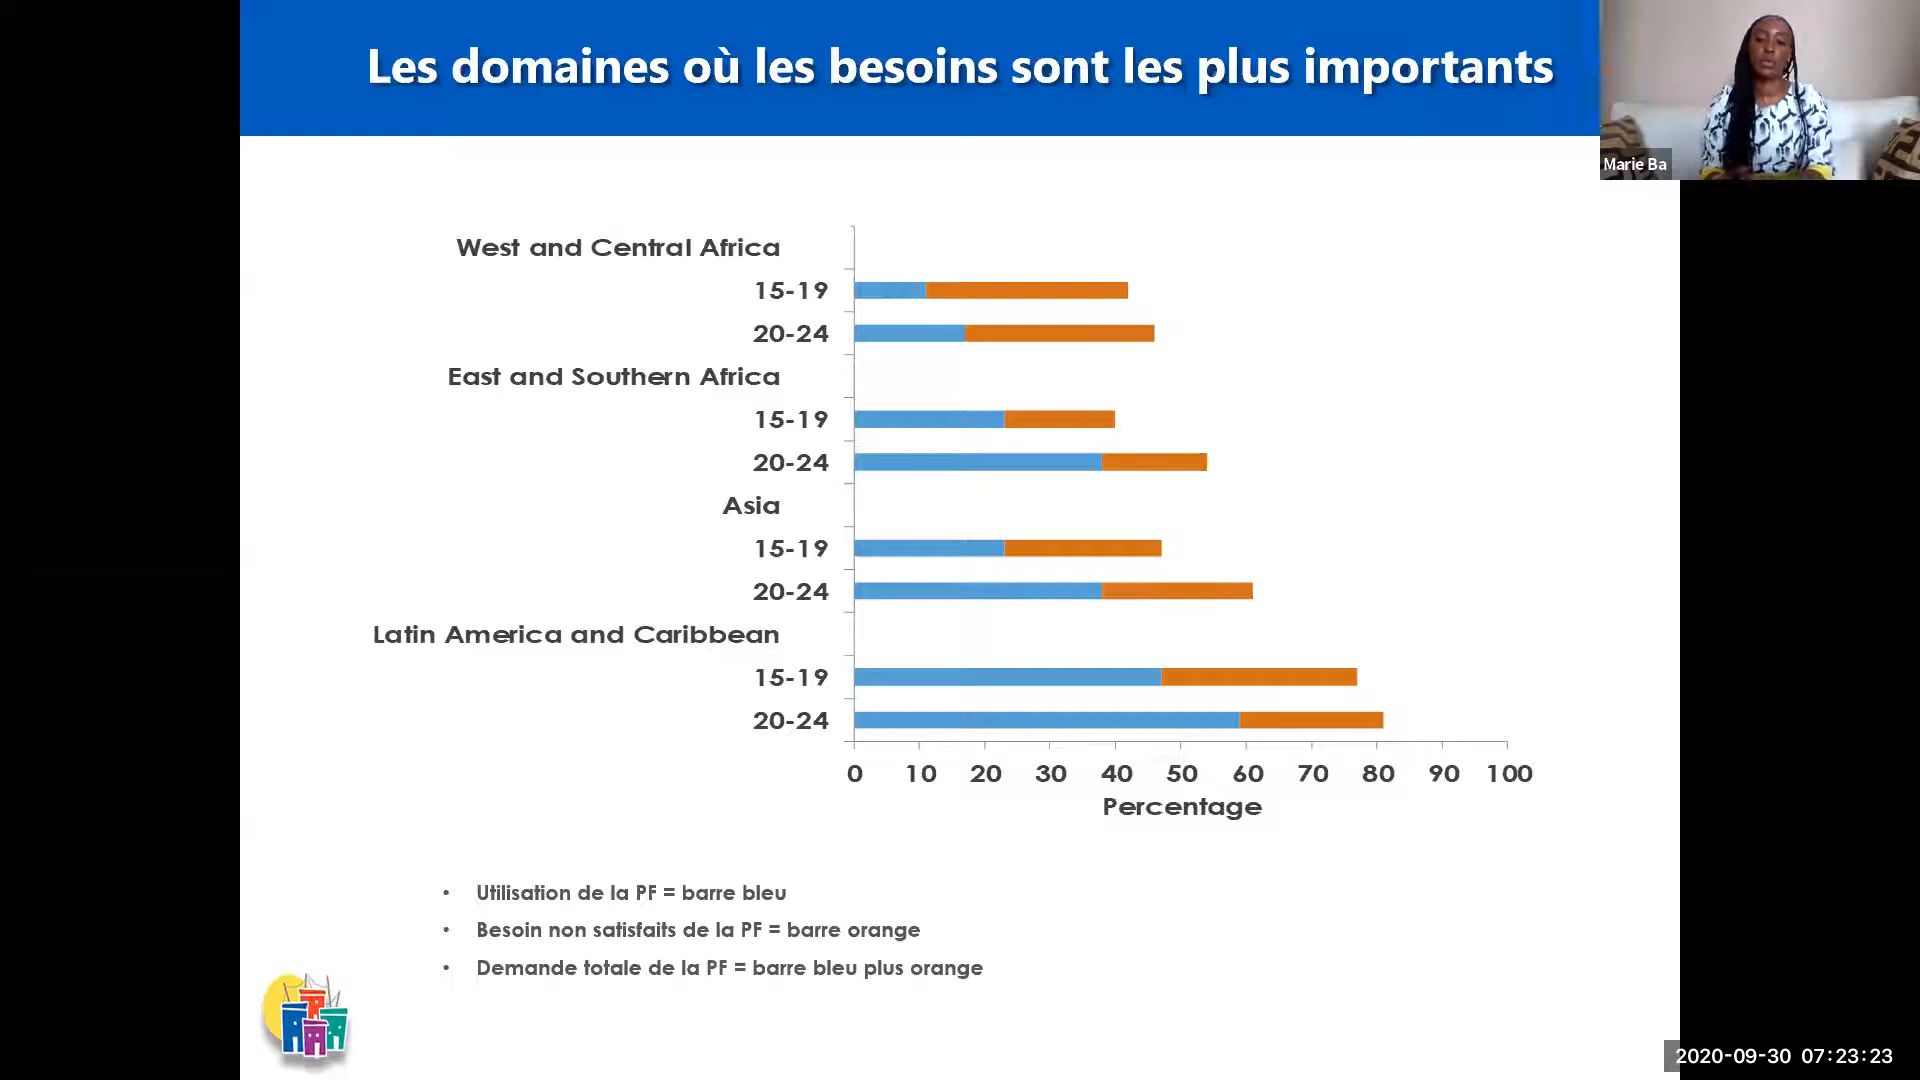 Les domaines où les besoins sont les plus importants
Marie Ba
West and Central Africa
15-19
20-24
East and Southern Africa
15-19
20-24
Asia
15-19
20-24
Latin America and Caribbean
15-19
20-24
0 10 20 30 40 50 60 70 80 90 100
Percentage
• Utilisation de la PF = barre bleu
• Besoin non satisfaits de la PF = barre orange
• Demande totale de la PF = barre bleu plus orange
2020-09-30 07:23:23